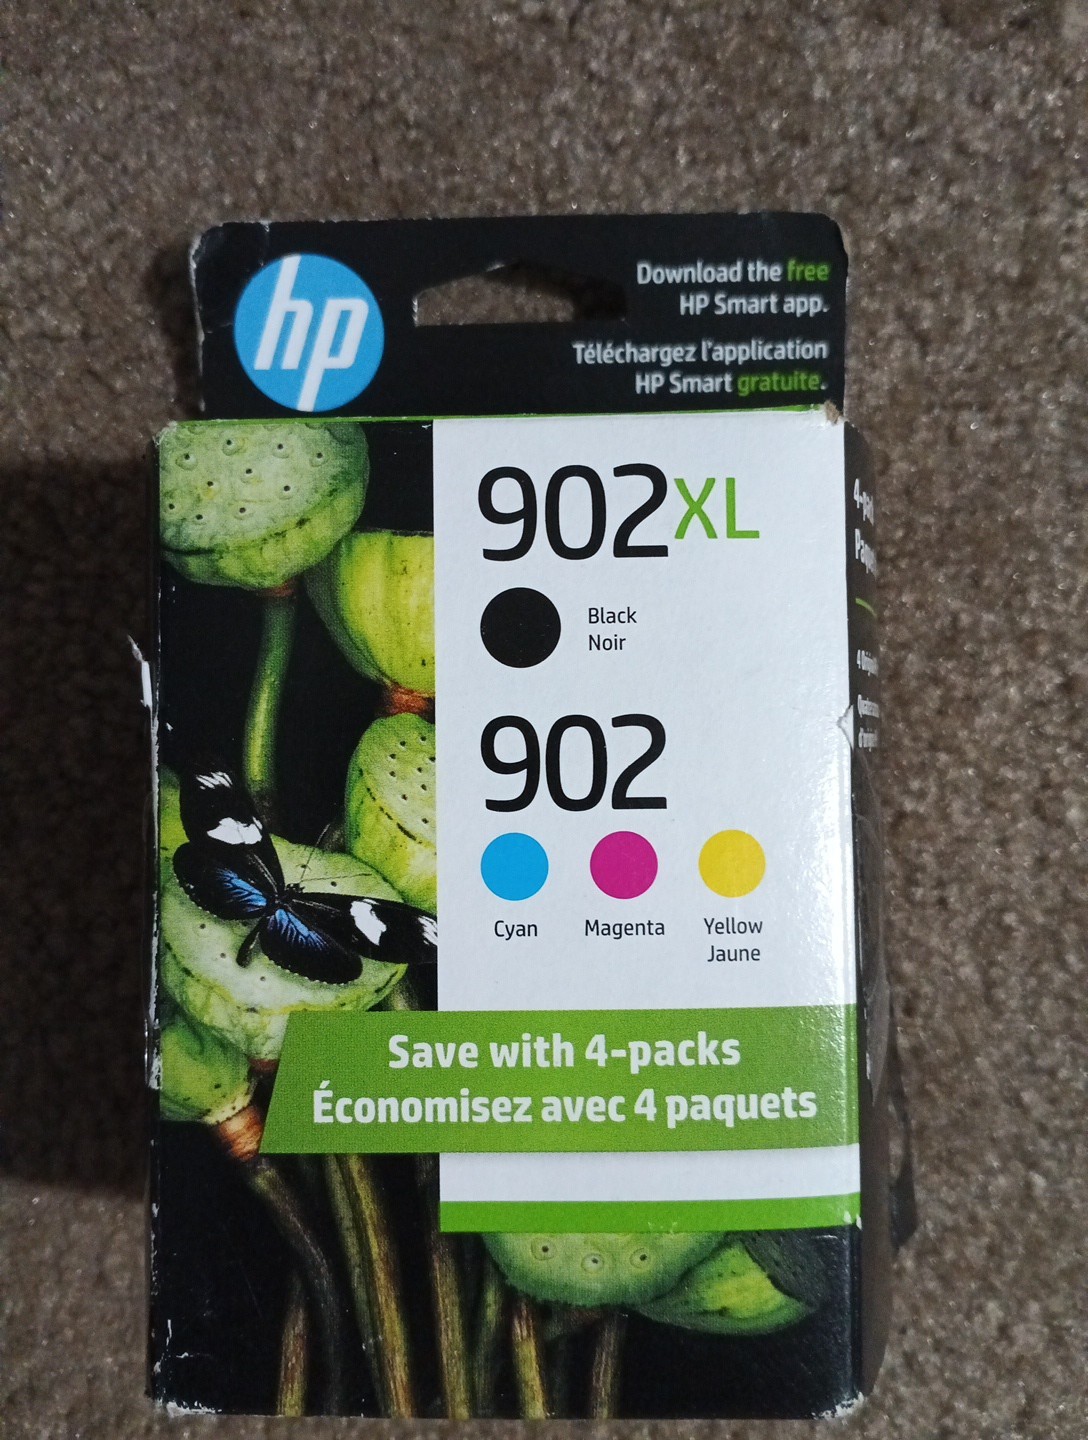 hp
Download the free
HP Smart app.
Téléchargez l'application
HP Smart gratuite.
902XL
Black
Noir
902
Cyan
Magenta
Yellow
Jaune
Save with 4-packs
Économisez avec 4 paquets